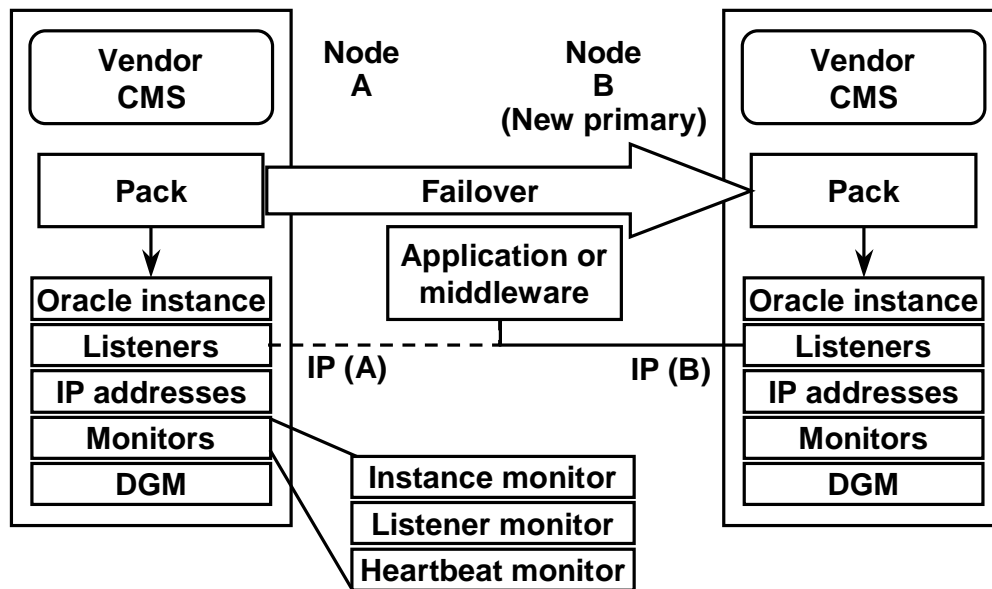 Vendor
CMS
Node
A
Node
B
(New primary)
Vendor
CMS
Pack
Failover
Pack
Application or
middleware
Oracle instance
Listeners
IP addresses
Monitors
DGM
IP (A)
IP (B)
Oracle instance
Listeners
IP addresses
Monitors
DGM
Instance monitor
Listener monitor
Heartbeat monitor